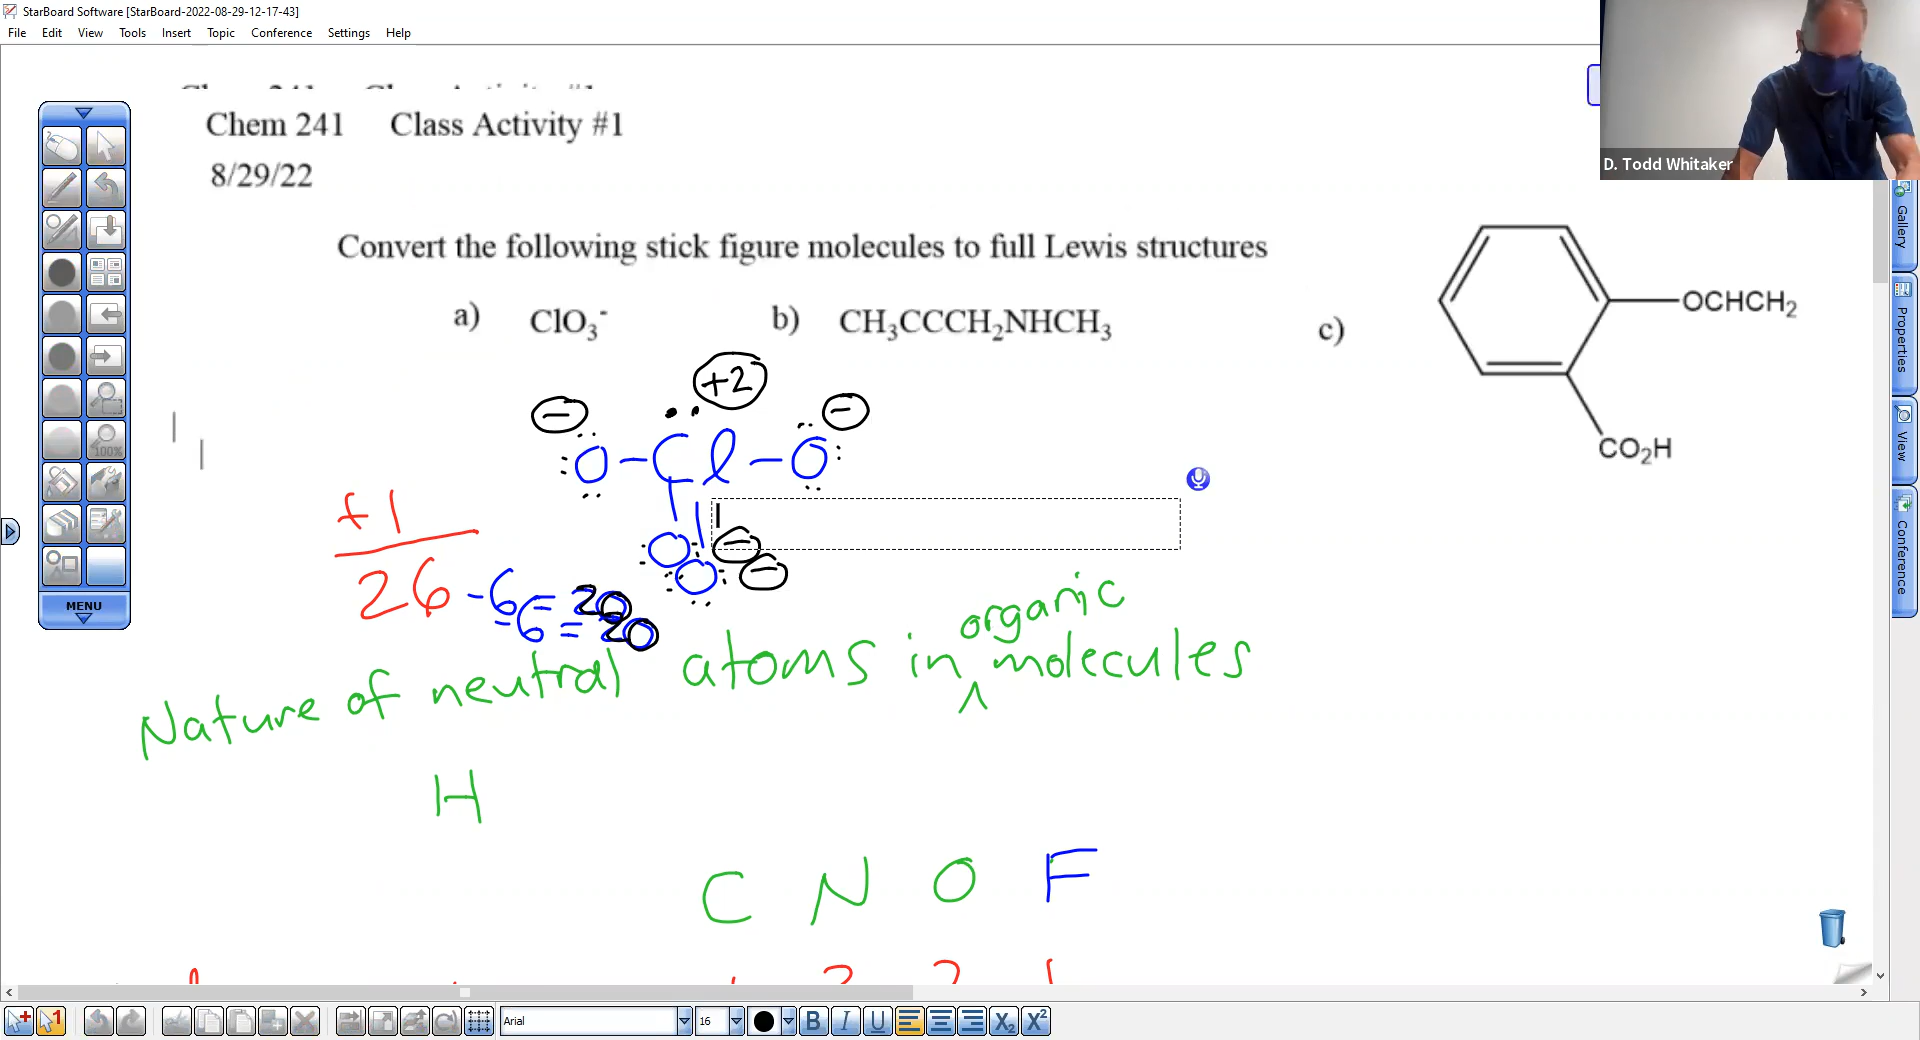 StarBoard Software [StarBoard-2022-08-29-12-17-43]
File Edit View Tools Insert Topic Conference Settings Help
D. Todd Whitaker
Chem 241 Class Activity #1
8/29/22
Convert the following stick figure molecules to full Lewis structures
a) ClO₃⁻ b) CH₃CCCH₂NHCH₃ c)
OCHCH₂
CO₂H
+2
− −
O − Cl − O
O −
O −
+1
26 - 6 = 20
- 6 = 20
Nature of neutral atoms in organic molecules
H
C N O F
MENU
100%
Gallery
Properties
View
Conference
Arial 16 B I U X₂ X²